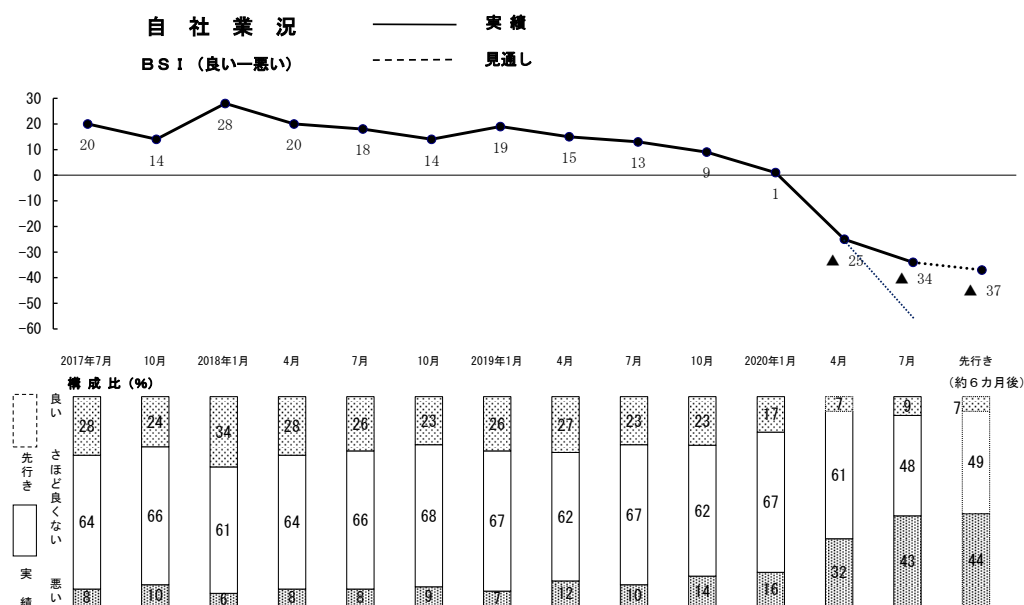 自 社 業 況
実 績
ＢＳＩ（良い―悪い）
見通し
30
20
10
0
-10
-20
-30
-40
-50
-60
20 14 28 20 18 14 19 15 13 9 1 ▲ 25 ▲ 34 ▲ 37
2017年7月 10月 2018年1月 4月 7月 10月 2019年1月 4月 7月 10月 2020年1月 4月 7月 先行き
構 成 比（%） （約６カ月後）
良い
28 24 34 28 26 23 26 27 23 23 17 7 9 7
先行き
さほど良くない
64 66 61 64 66 68 67 62 67 62 67 61 48 49
実績
悪い
8 10 6 8 8 9 7 12 10 14 16 32 43 44